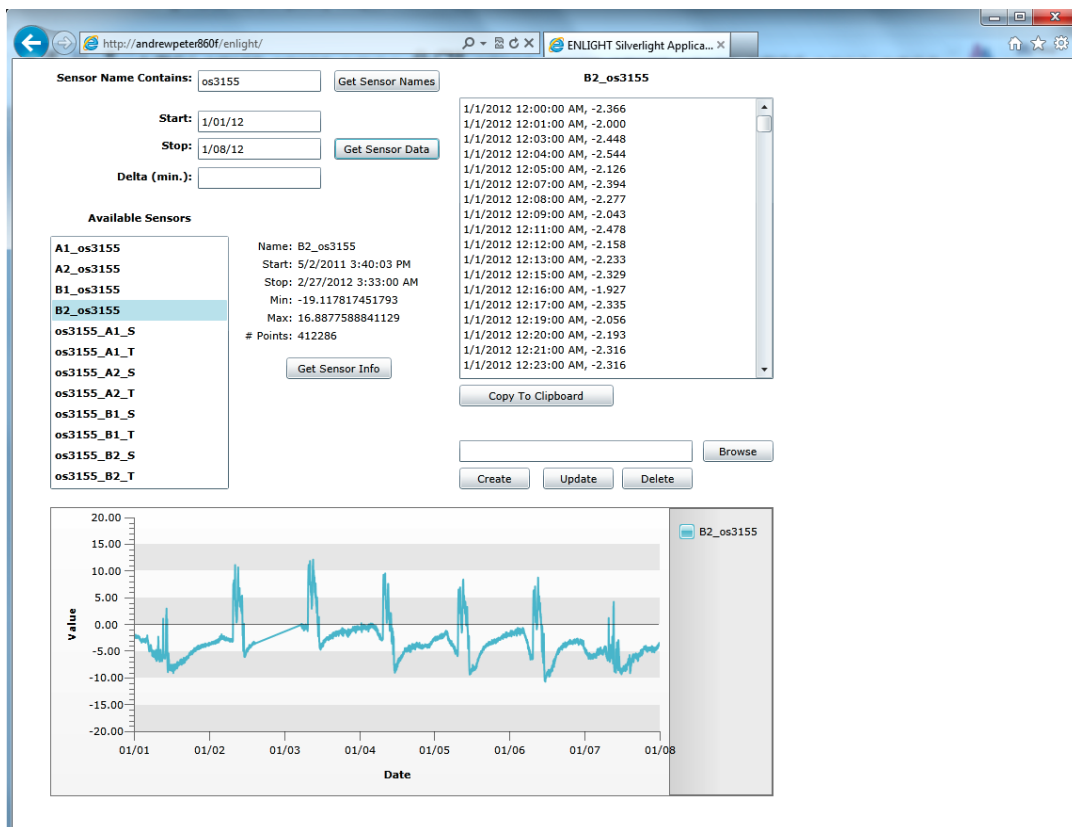 http://andrewpeter860f/enlight/
ENLIGHT Silverlight Applica...
Sensor Name Contains:
os3155
Get Sensor Names
Start:
1/01/12
Stop:
1/08/12
Get Sensor Data
Delta (min.):
Available Sensors
A1_os3155
A2_os3155
B1_os3155
B2_os3155
os3155_A1_S
os3155_A1_T
os3155_A2_S
os3155_A2_T
os3155_B1_S
os3155_B1_T
os3155_B2_S
os3155_B2_T
Name: B2_os3155
Start: 5/2/2011 3:40:03 PM
Stop: 2/27/2012 3:33:00 AM
Min: -19.117817451793
Max: 16.8877588841129
# Points: 412286
Get Sensor Info
B2_os3155
1/1/2012 12:00:00 AM, -2.366
1/1/2012 12:01:00 AM, -2.000
1/1/2012 12:03:00 AM, -2.448
1/1/2012 12:04:00 AM, -2.544
1/1/2012 12:05:00 AM, -2.126
1/1/2012 12:07:00 AM, -2.394
1/1/2012 12:08:00 AM, -2.277
1/1/2012 12:09:00 AM, -2.043
1/1/2012 12:11:00 AM, -2.478
1/1/2012 12:12:00 AM, -2.158
1/1/2012 12:13:00 AM, -2.233
1/1/2012 12:15:00 AM, -2.329
1/1/2012 12:16:00 AM, -1.927
1/1/2012 12:17:00 AM, -2.335
1/1/2012 12:19:00 AM, -2.056
1/1/2012 12:20:00 AM, -2.193
1/1/2012 12:21:00 AM, -2.316
1/1/2012 12:23:00 AM, -2.316
Copy To Clipboard
Browse
Create
Update
Delete
20.00
15.00
10.00
5.00
0.00
-5.00
-10.00
-15.00
-20.00
Value
01/01
01/02
01/03
01/04
01/05
01/06
01/07
01/08
Date
B2_os3155